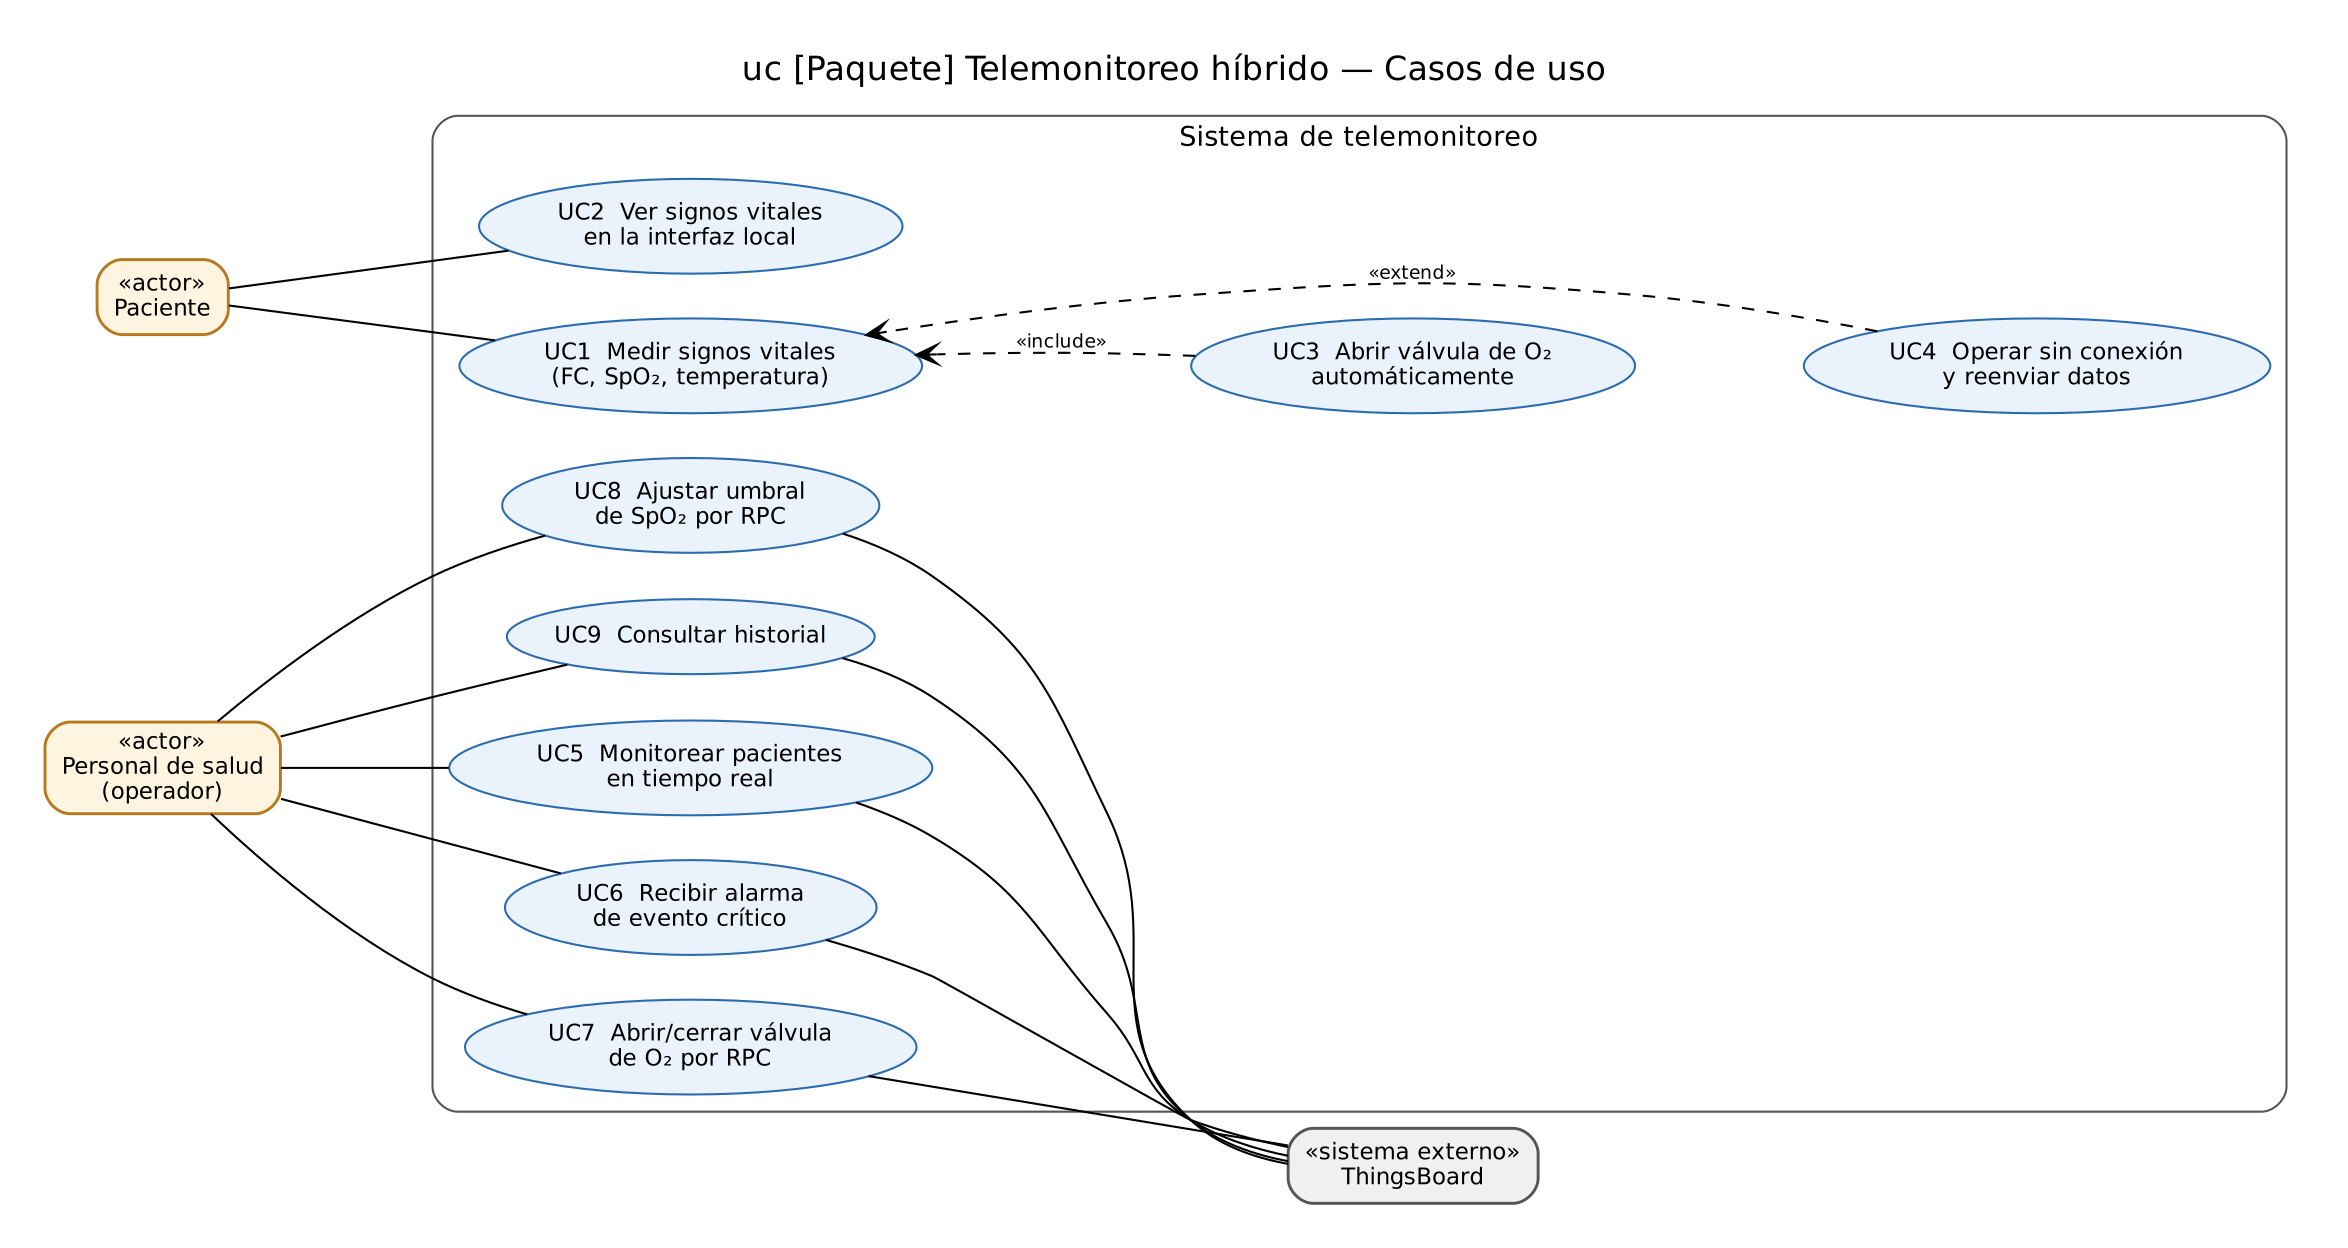 uc [Paquete] Telemonitoreo híbrido — Casos de uso
Sistema de telemonitoreo
UC2  Ver signos vitales
en la interfaz local
«actor»
Paciente
«extend»
UC1  Medir signos vitales
(FC, SpO₂, temperatura)
«include»
UC3  Abrir válvula de O₂
automáticamente
UC4  Operar sin conexión
y reenviar datos
UC8  Ajustar umbral
de SpO₂ por RPC
UC9  Consultar historial
«actor»
Personal de salud
(operador)
UC5  Monitorear pacientes
en tiempo real
UC6  Recibir alarma
de evento crítico
UC7  Abrir/cerrar válvula
de O₂ por RPC
«sistema externo»
ThingsBoard